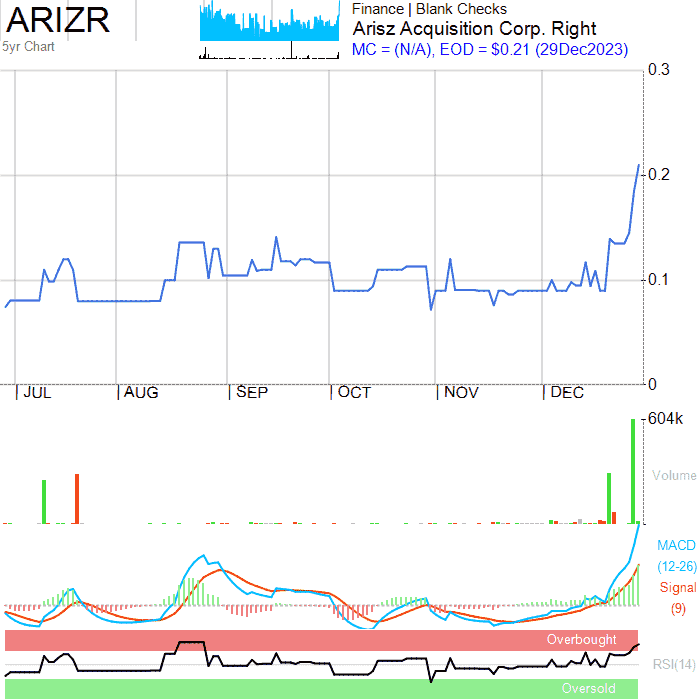 ARIZR
5yr Chart
Finance | Blank Checks
Arisz Acquisition Corp. Right
MC = (N/A), EOD = $0.21 (29Dec2023)
0.3
0.2
0.1
0
JUL AUG SEP OCT NOV DEC
604k
Volume
MACD
(12-26)
Signal
(9)
Overbought
RSI(14)
Oversold